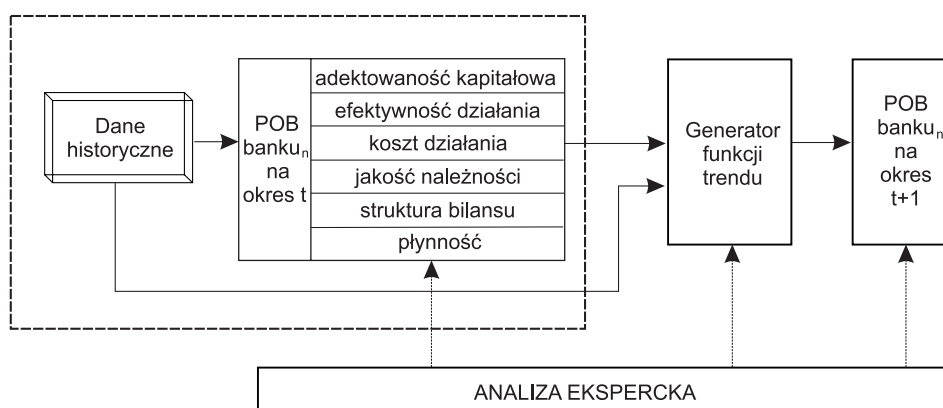 Dane
historyczne
POB
bankuₙ
na
okres t
adektowaność kapitałowa
efektywność działania
koszt działania
jakość należności
struktura bilansu
płynność
Generator
funkcji
trendu
POB
bankuₙ
na
okres
t+1
ANALIZA EKSPERCKA